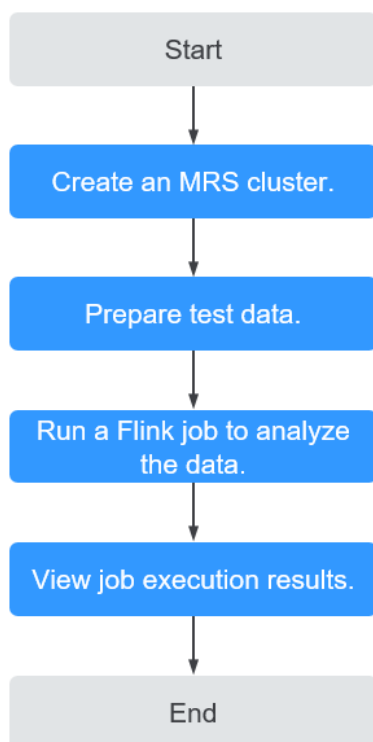 Start
Create an MRS cluster.
Prepare test data.
Run a Flink job to analyze
the data.
View job execution results.
End